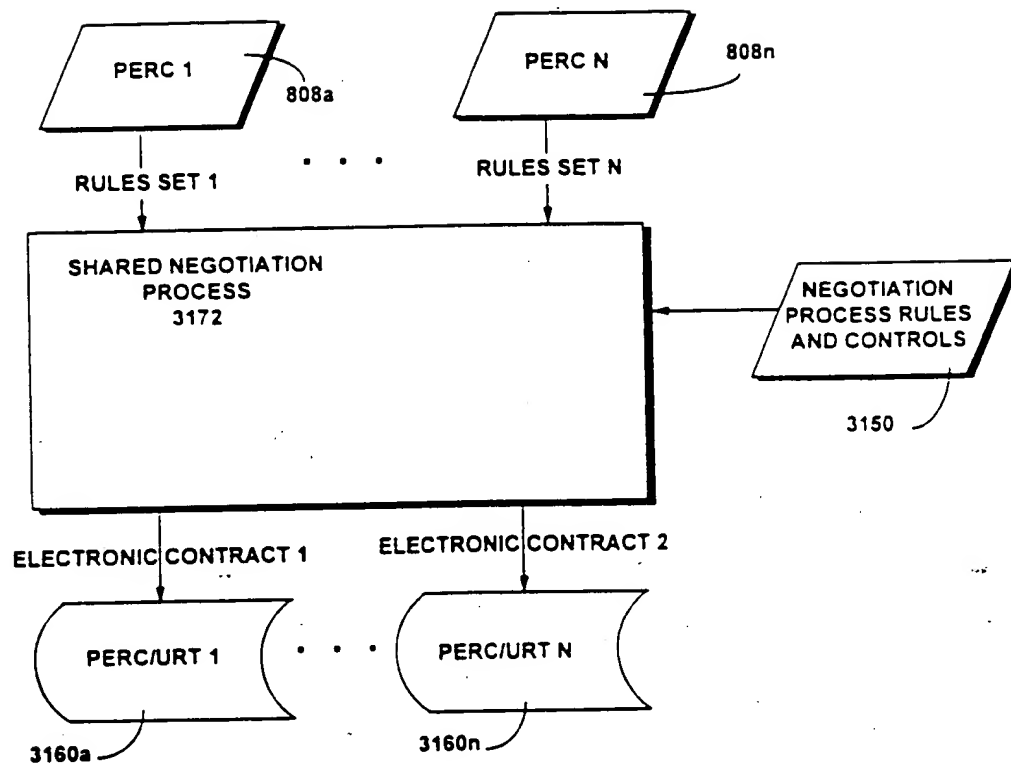 PERC 1
808a
PERC N
808n
RULES SET 1
RULES SET N
SHARED NEGOTIATION
PROCESS
3172
NEGOTIATION
PROCESS RULES
AND CONTROLS
3150
ELECTRONIC CONTRACT 1
ELECTRONIC CONTRACT 2
PERC/URT 1
PERC/URT N
3160a
3160n